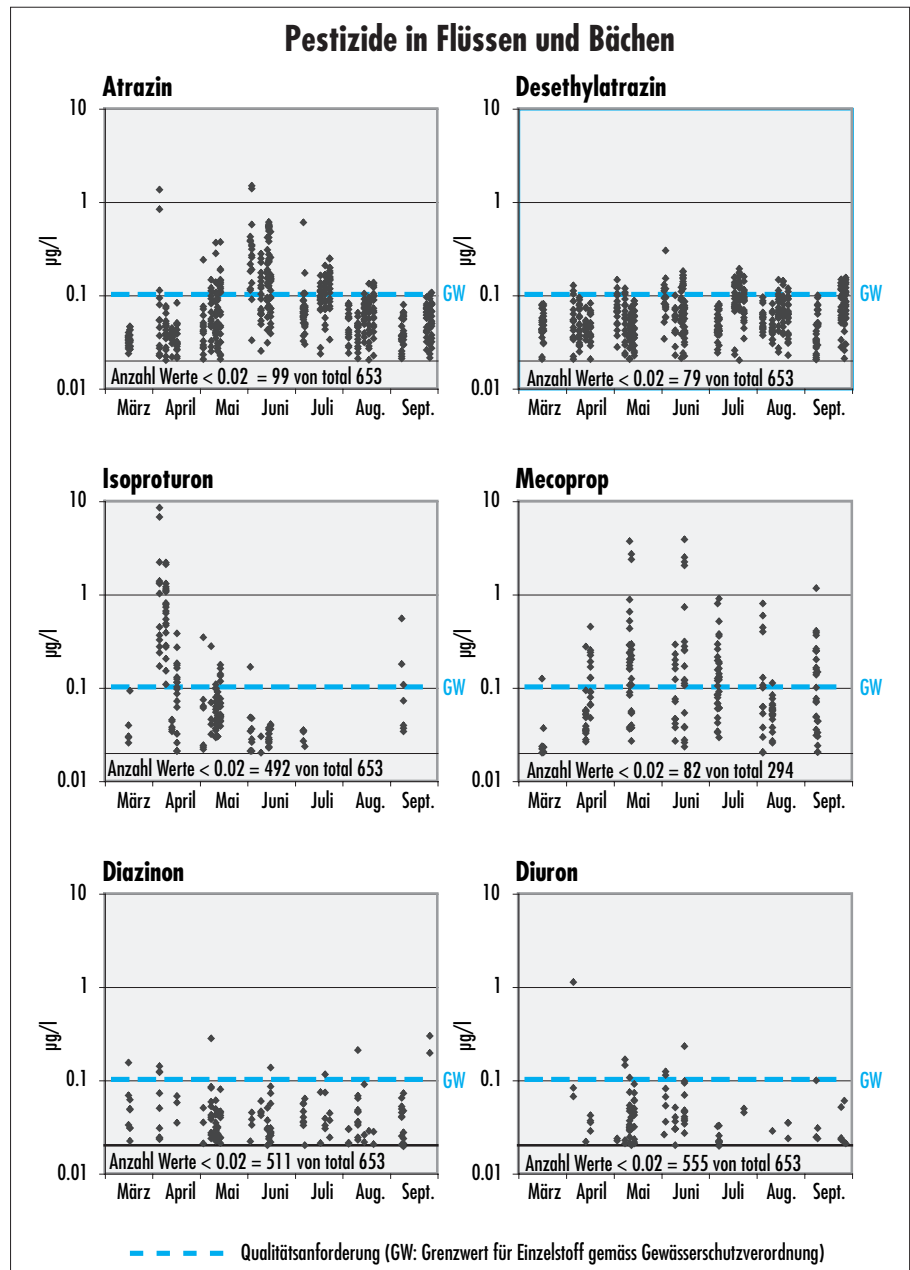 Pestizide in Flüssen und Bächen
Atrazin
10
1
0.1
0.01
µg/l
GW
Anzahl Werte < 0.02 = 99 von total 653
März April Mai Juni Juli Aug. Sept.
Desethylatrazin
10
1
0.1
0.01
µg/l
GW
Anzahl Werte < 0.02 = 79 von total 653
März April Mai Juni Juli Aug. Sept.
Isoproturon
10
1
0.1
0.01
µg/l
GW
Anzahl Werte < 0.02 = 492 von total 653
März April Mai Juni Juli Aug. Sept.
Mecoprop
10
1
0.1
0.01
µg/l
GW
Anzahl Werte < 0.02 = 82 von total 294
März April Mai Juni Juli Aug. Sept.
Diazinon
10
1
0.1
0.01
µg/l
GW
Anzahl Werte < 0.02 = 511 von total 653
März April Mai Juni Juli Aug. Sept.
Diuron
10
1
0.1
0.01
µg/l
GW
Anzahl Werte < 0.02 = 555 von total 653
März April Mai Juni Juli Aug. Sept.
Qualitätsanforderung (GW: Grenzwert für Einzelstoff gemäss Gewässerschutzverordnung)